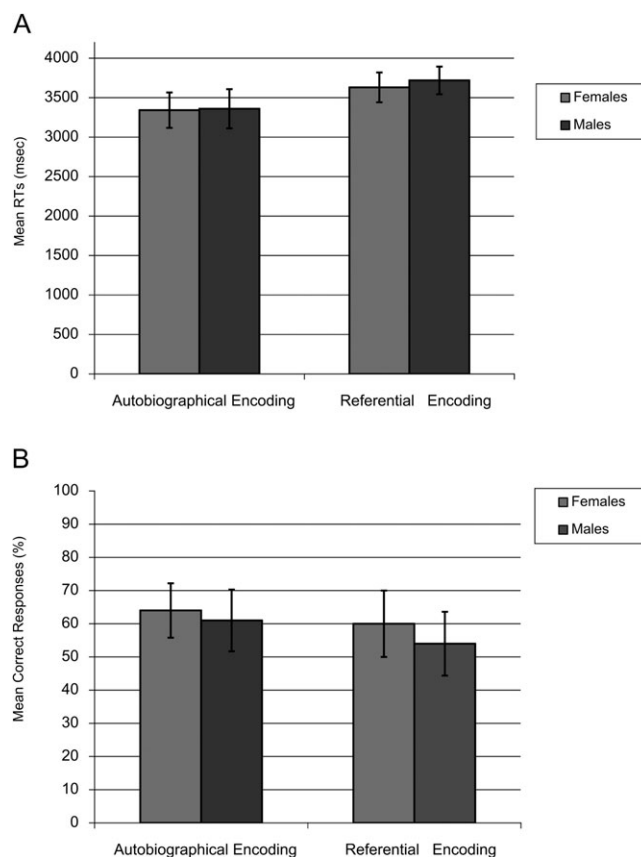 A
4000
3500
3000
2500
2000
1500
1000
500
0
Mean RTs (msec)
Autobiographical Encoding
Referential Encoding
Females
Males
B
100
90
80
70
60
50
40
30
20
10
0
Mean Correct Responses (%)
Autobiographical Encoding
Referential Encoding
Females
Males